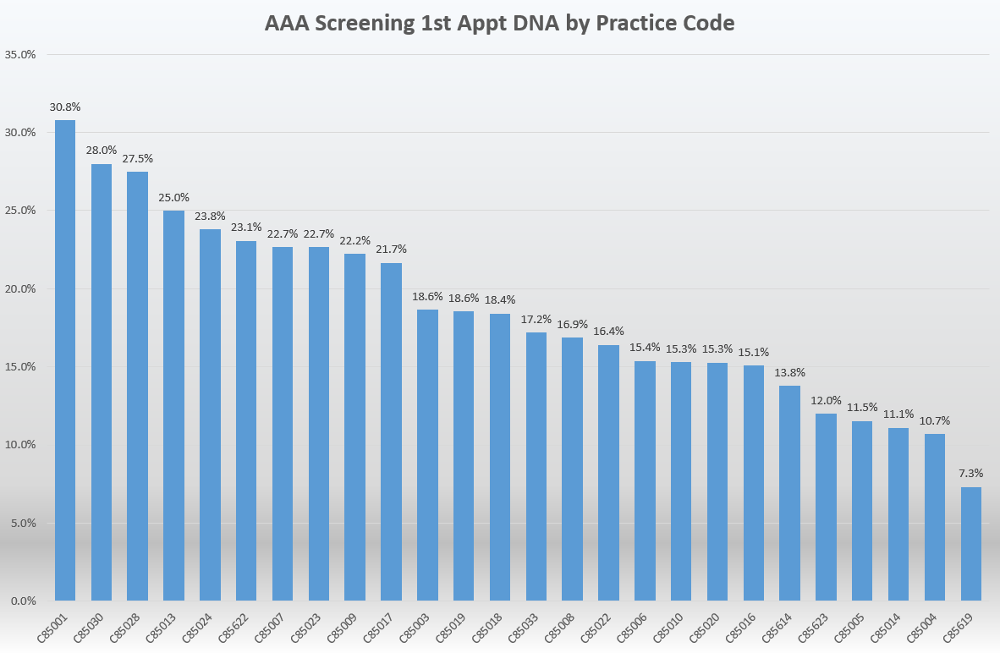 AAA Screening 1st Appt DNA by Practice Code
35.0%
30.0%
25.0%
20.0%
15.0%
10.0%
5.0%
0.0%
30.8%
28.0%
27.5%
25.0%
23.8%
23.1%
22.7%
22.7%
22.2%
21.7%
18.6%
18.6%
18.4%
17.2%
16.9%
16.4%
15.4%
15.3%
15.3%
15.1%
13.8%
12.0%
11.5%
11.1%
10.7%
7.3%
C85001
C85030
C85028
C85013
C85024
C85622
C85007
C85023
C85009
C85017
C85003
C85019
C85018
C85033
C85008
C85022
C85006
C85010
C85020
C85016
C85614
C85623
C85005
C85014
C85004
C85619